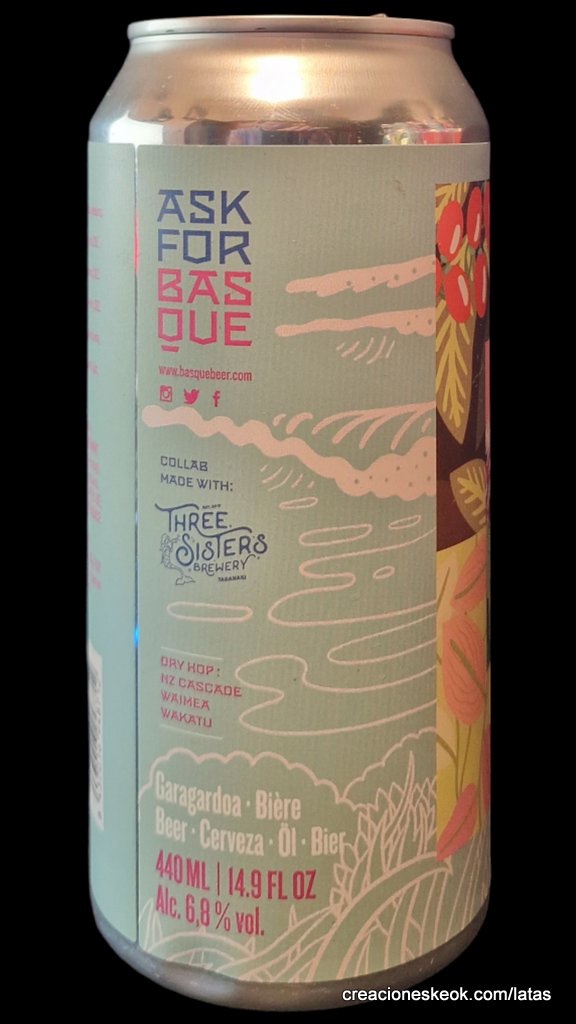 ASK
FOR
BAS
QUE
www.basquebeer.com
COLLAB
MADE WITH:
THREE
SISTERS
BREWERY
TARANAKI
DRY HOP:
NZ CASCADE
WAIMEA
WAKATU
Garagardoa · Bière
Beer · Cerveza · Öl · Bier
440 ML | 14.9 FL OZ
Alc. 6,8 % vol.
creacioneskeok.com/latas